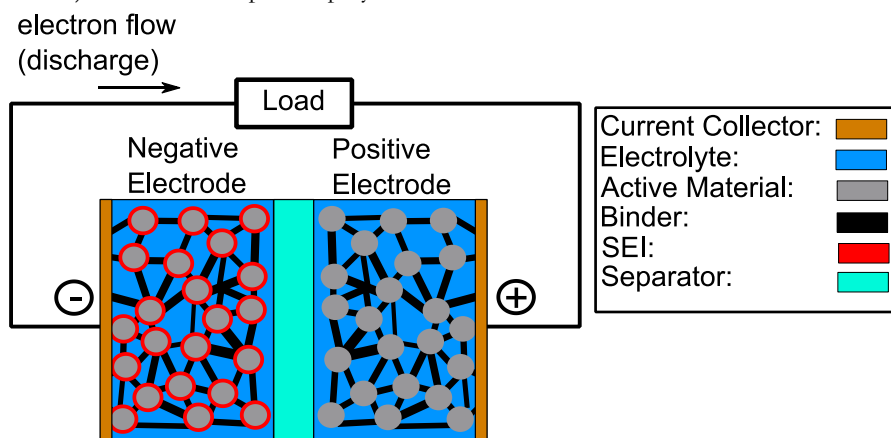 electron flow
(discharge)
Load
Negative
Electrode
Positive
Electrode
-
+
Current Collector:
Electrolyte:
Active Material:
Binder:
SEI:
Separator: